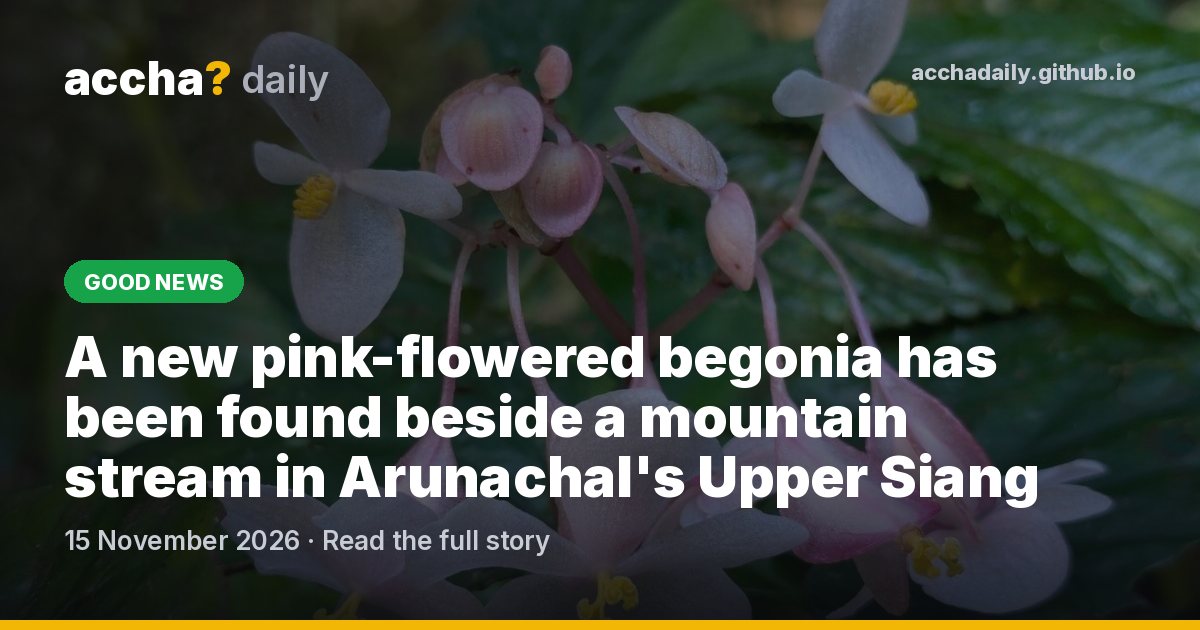 accha? daily
acchadaily.github.io
GOOD NEWS
A new pink-flowered begonia has
been found beside a mountain
stream in Arunachal's Upper Siang
15 November 2026 · Read the full story